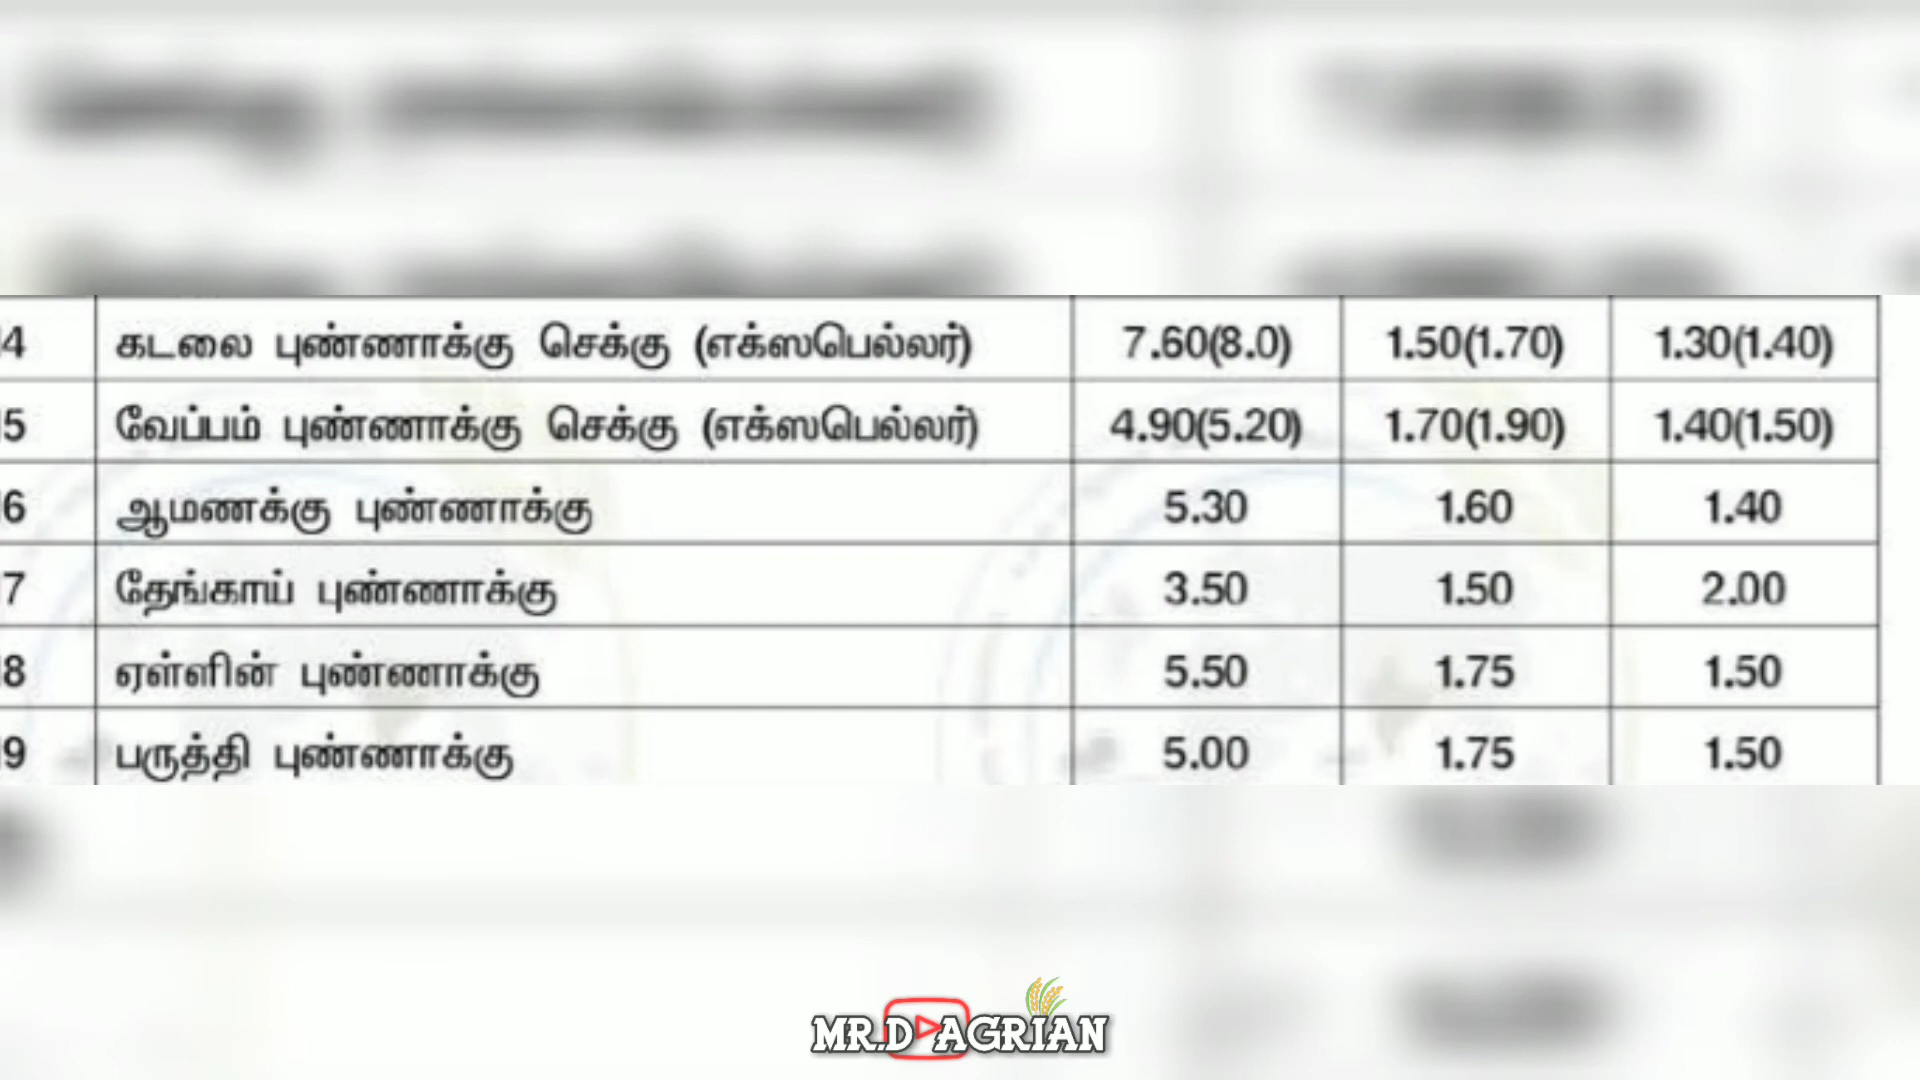 4 கடலை புண்ணாக்கு செக்கு (எக்ஸபெல்லர்) 7.60(8.0) 1.50(1.70) 1.30(1.40)
5 வேப்பம் புண்ணாக்கு செக்கு (எக்ஸபெல்லர்) 4.90(5.20) 1.70(1.90) 1.40(1.50)
6 ஆமணக்கு புண்ணாக்கு 5.30 1.60 1.40
7 தேங்காய் புண்ணாக்கு 3.50 1.50 2.00
8 ஏள்ளின் புண்ணாக்கு 5.50 1.75 1.50
9 பருத்தி புண்ணாக்கு 5.00 1.75 1.50
MR.D AGRIAN